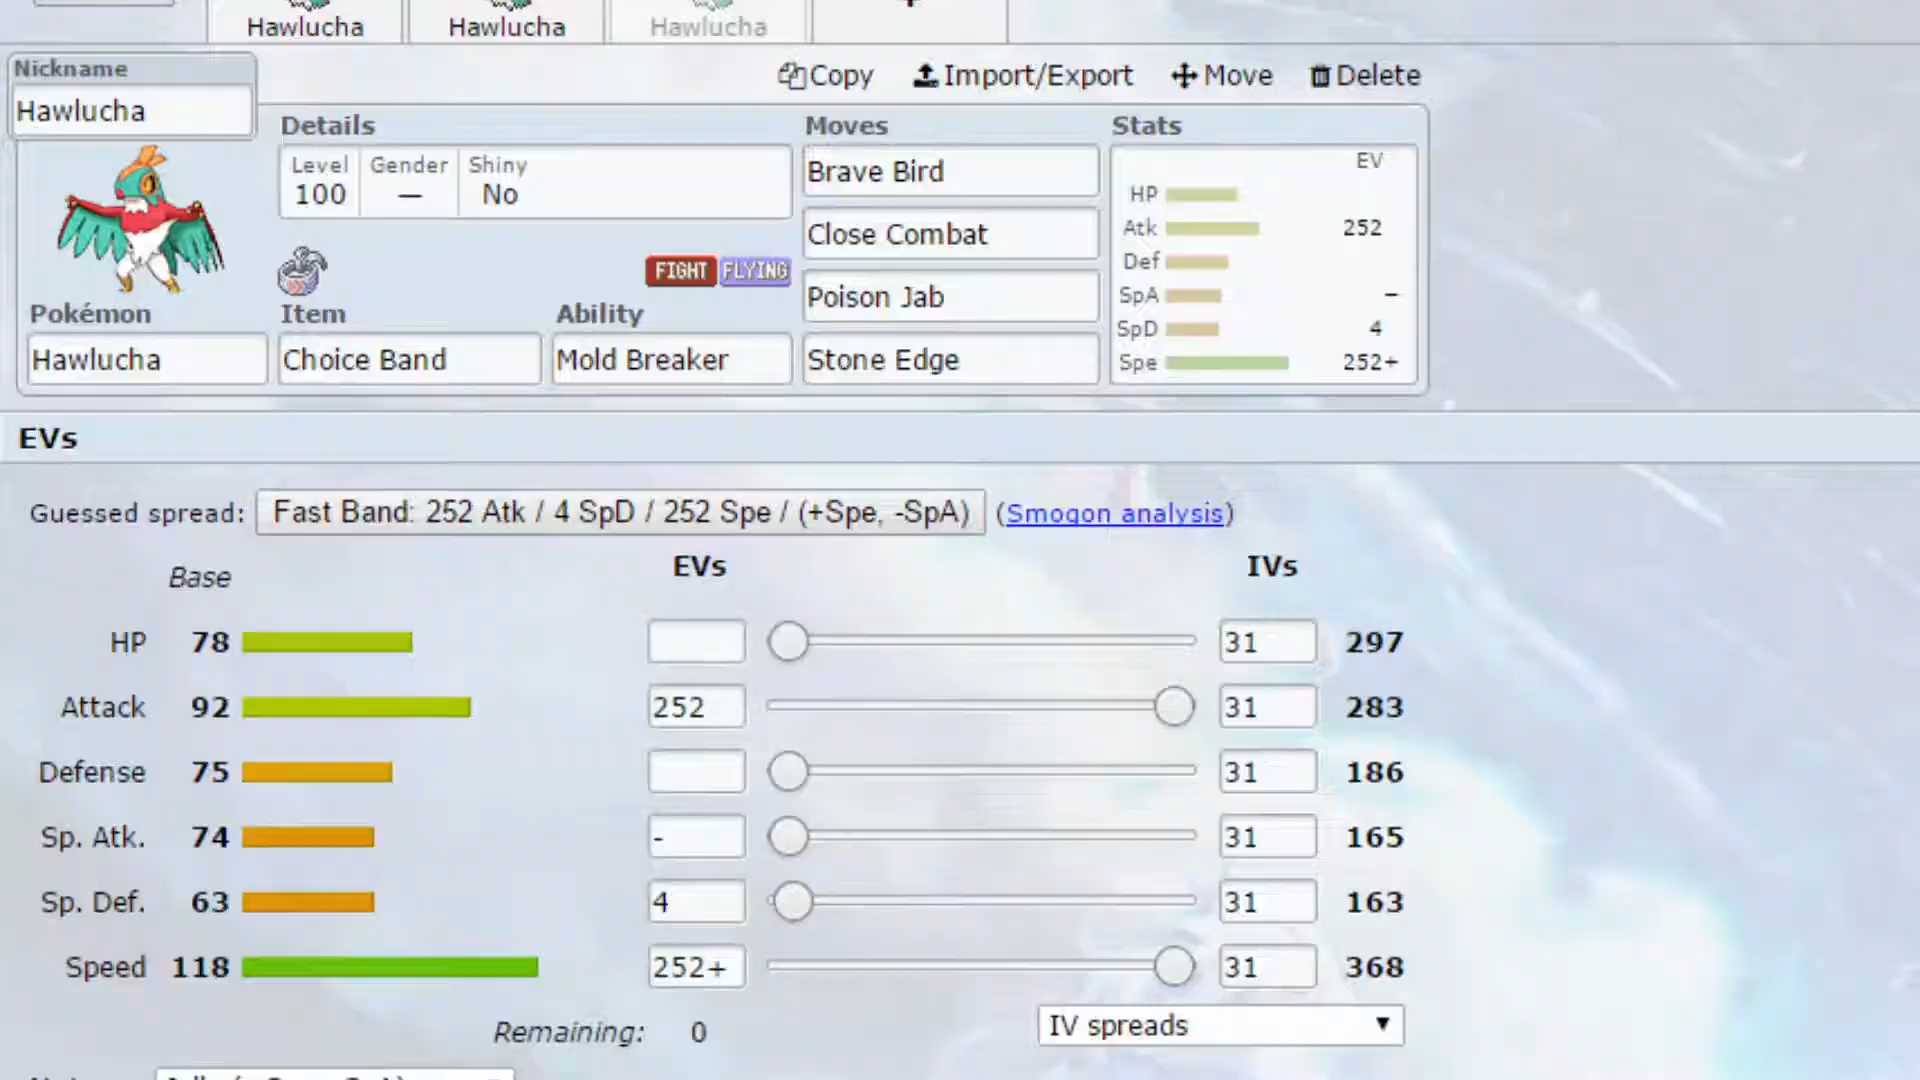 Hawlucha Hawlucha Hawlucha
Nickname
Hawlucha
Copy Import/Export Move Delete
Details Moves Stats
Level Gender Shiny
100 — No
Brave Bird
Close Combat
Poison Jab
Stone Edge
EV
HP
Atk 252
Def
SpA –
SpD 4
Spe 252+
FIGHT FLYING
Pokémon Item Ability
Hawlucha Choice Band Mold Breaker
EVs
Guessed spread: Fast Band: 252 Atk / 4 SpD / 252 Spe / (+Spe, -SpA) (Smogon analysis)
Base EVs IVs
HP 78 31 297
Attack 92 252 31 283
Defense 75 31 186
Sp. Atk. 74 - 31 165
Sp. Def. 63 4 31 163
Speed 118 252+ 31 368
Remaining: 0
IV spreads